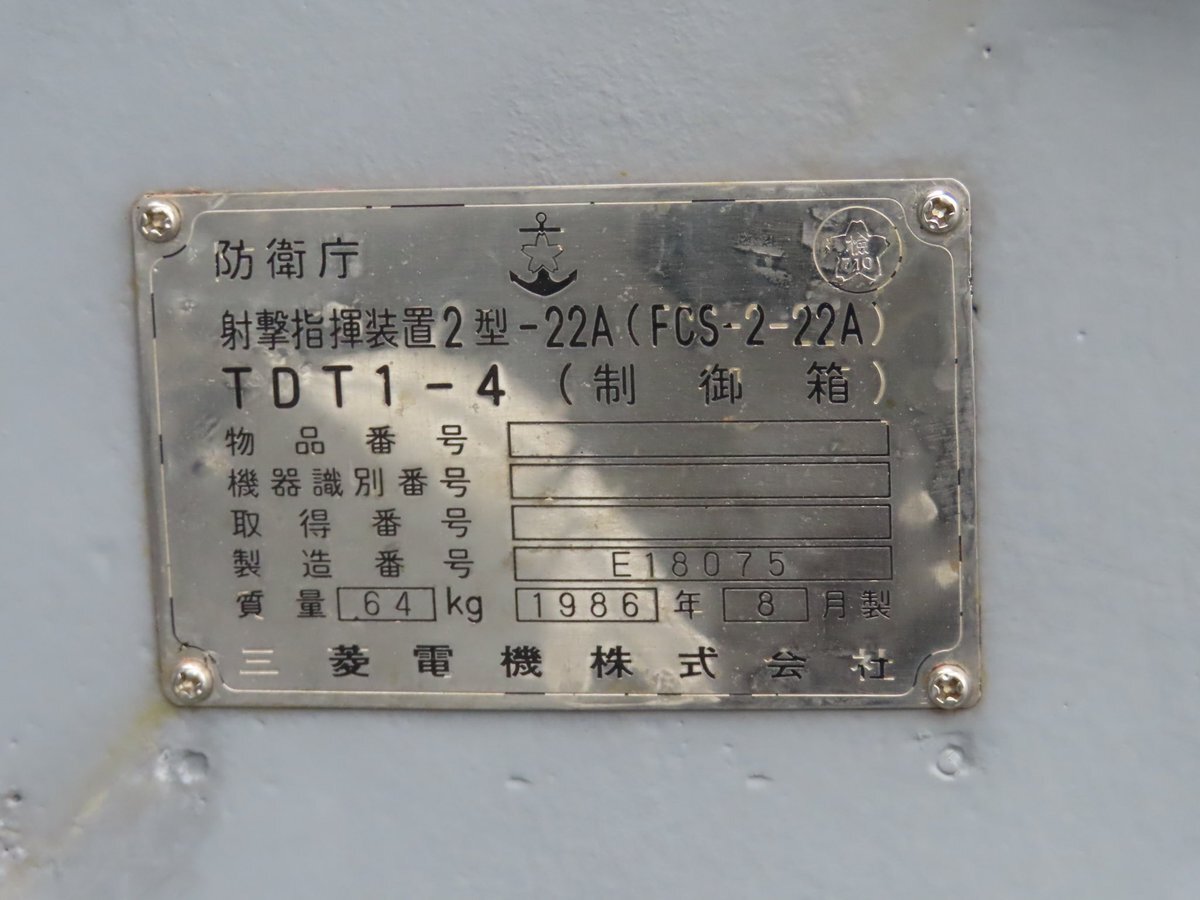 防衛庁
検
710
射撃指揮装置2型-22A(FCS-2-22A)
TDT1-4 (制御箱)
物品番号
機器識別番号
取得番号
製造番号 E18075
質量 64 kg 1986 年 8 月製
三菱電機株式会社